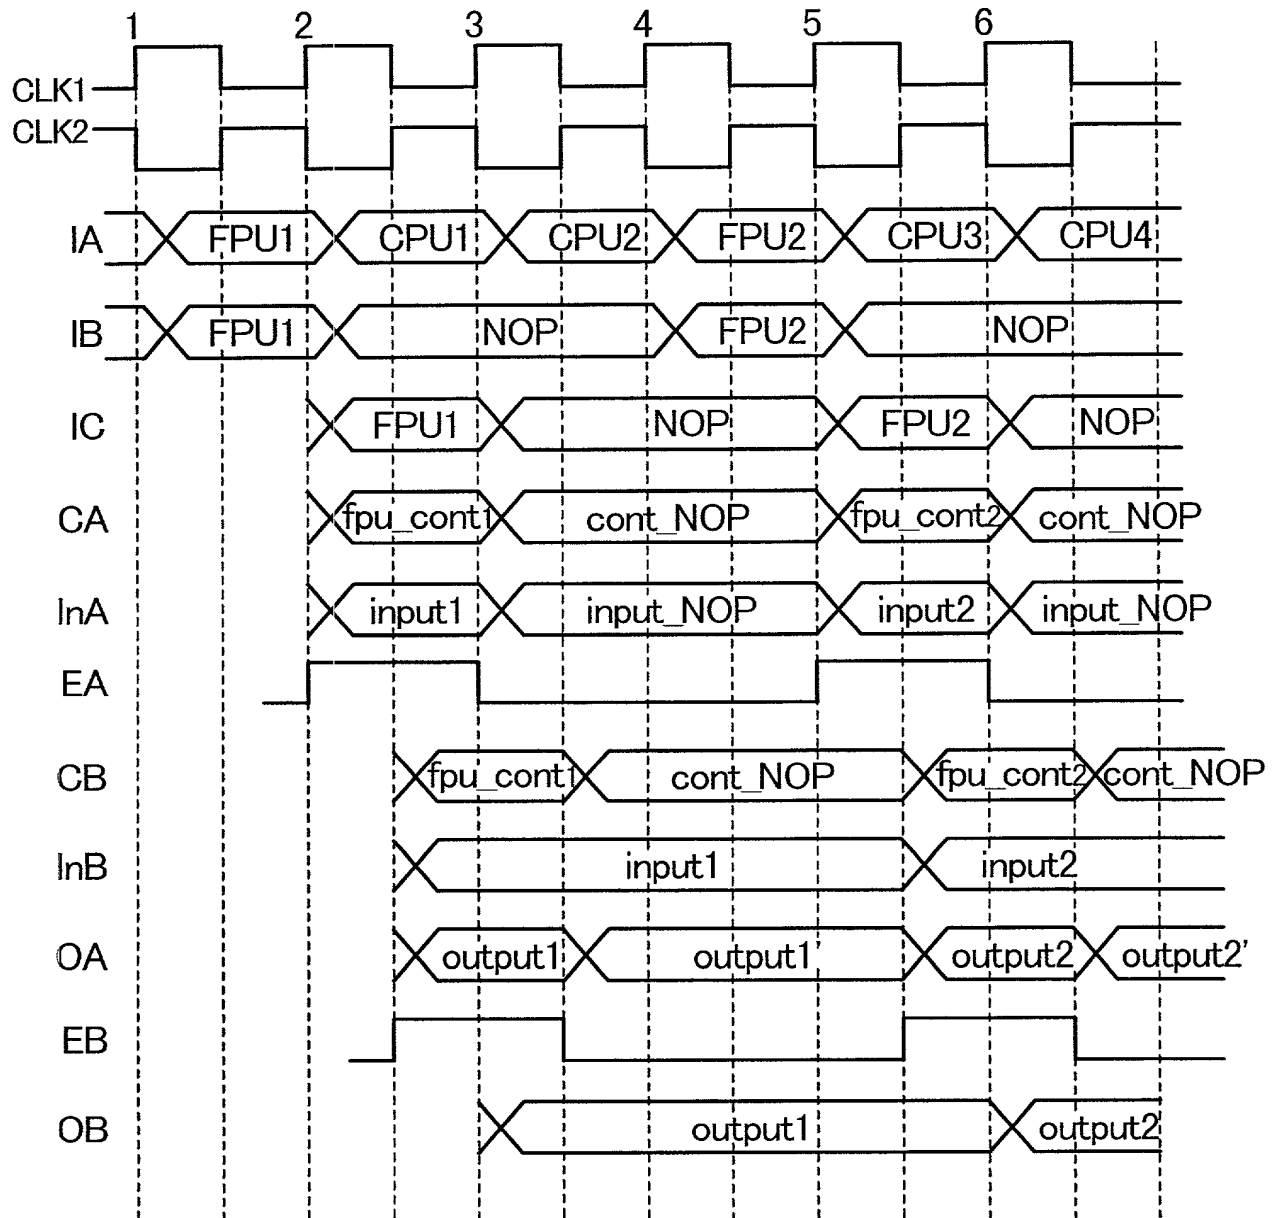 1 2 3 4 5 6
CLK1
CLK2
IA FPU1 CPU1 CPU2 FPU2 CPU3 CPU4
IB FPU1 NOP FPU2 NOP
IC FPU1 NOP FPU2 NOP
CA fpu_cont1 cont_NOP fpu_cont2 cont_NOP
InA input1 input_NOP input2 input_NOP
EA
CB fpu_cont1 cont_NOP fpu_cont2 cont_NOP
InB input1 input2
OA output1 output1' output2 output2'
EB
OB output1 output2